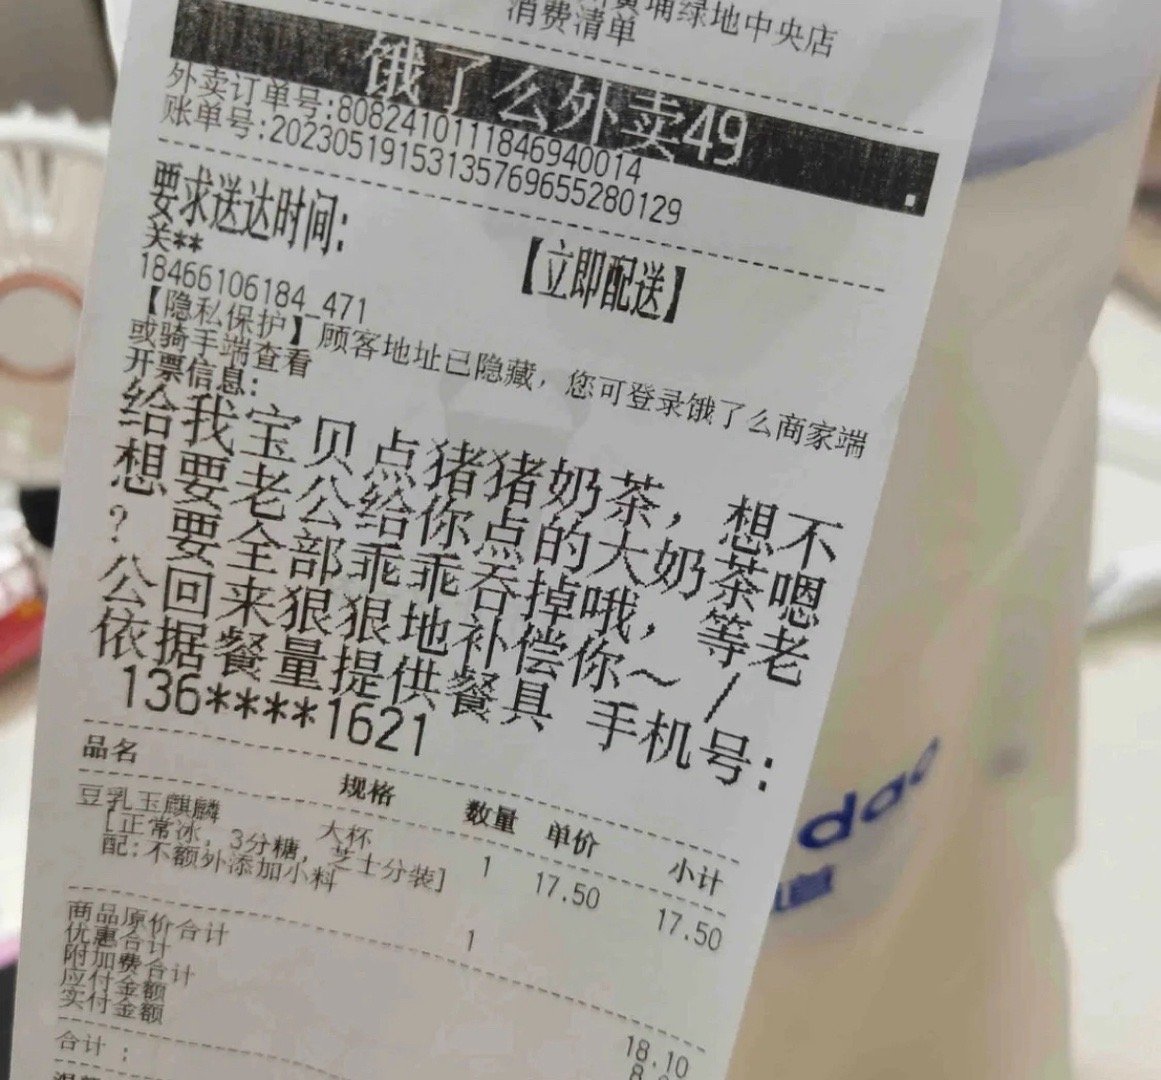 黄埔绿地中央店
消费清单
饿了么外卖49
外卖订单号:8082410111846940014
账单号:20230519153135769655280129
要求送达时间:
【立即配送】
关**
18466106184_471
【隐私保护】顾客地址已隐藏，您可登录饿了么商家端
或骑手端查看
开票信息:
给我宝贝点猪猪奶茶，想不
想要老公给你点的大奶茶嗯
？要全部乖乖吞掉哦，等老
公回来狠狠地补偿你～ /
依据餐量提供餐具 手机号:
136****1621
品名 规格 数量 单价 小计
豆乳玉麒麟 大杯 1 17.50 17.50
[正常冰，3分糖，芝士分装]
配:不额外添加小料
商品原价合计 1
优惠合计
附加费合计
应付金额
实付金额
18.10
合计：
dao